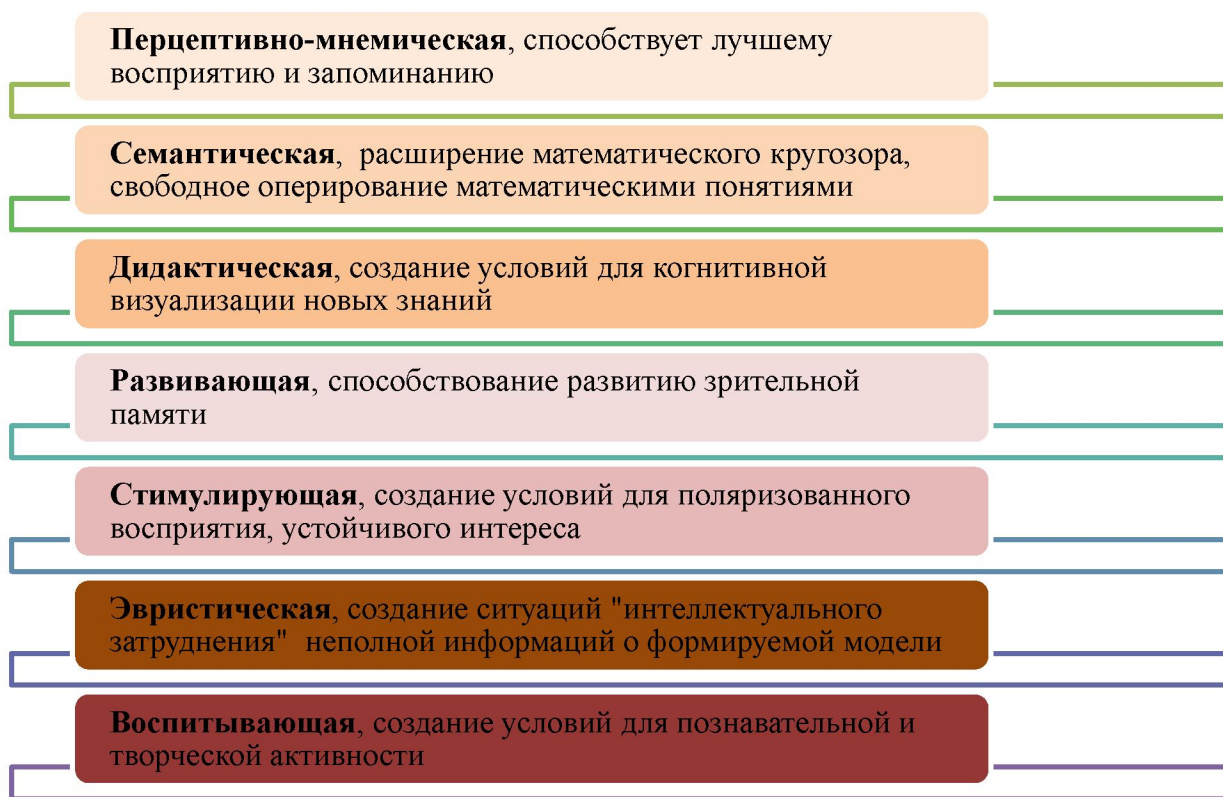 Перцептивно-мнемическая, способствует лучшему
восприятию и запоминанию
Семантическая,  расширение математического кругозора,
свободное оперирование математическими понятиями
Дидактическая, создание условий для когнитивной
визуализации новых знаний
Развивающая, способствование развитию зрительной
памяти
Стимулирующая, создание условий для поляризованного
восприятия, устойчивого интереса
Эвристическая, создание ситуаций "интеллектуального
затруднения"  неполной информаций о формируемой модели
Воспитывающая, создание условий для познавательной и
творческой активности